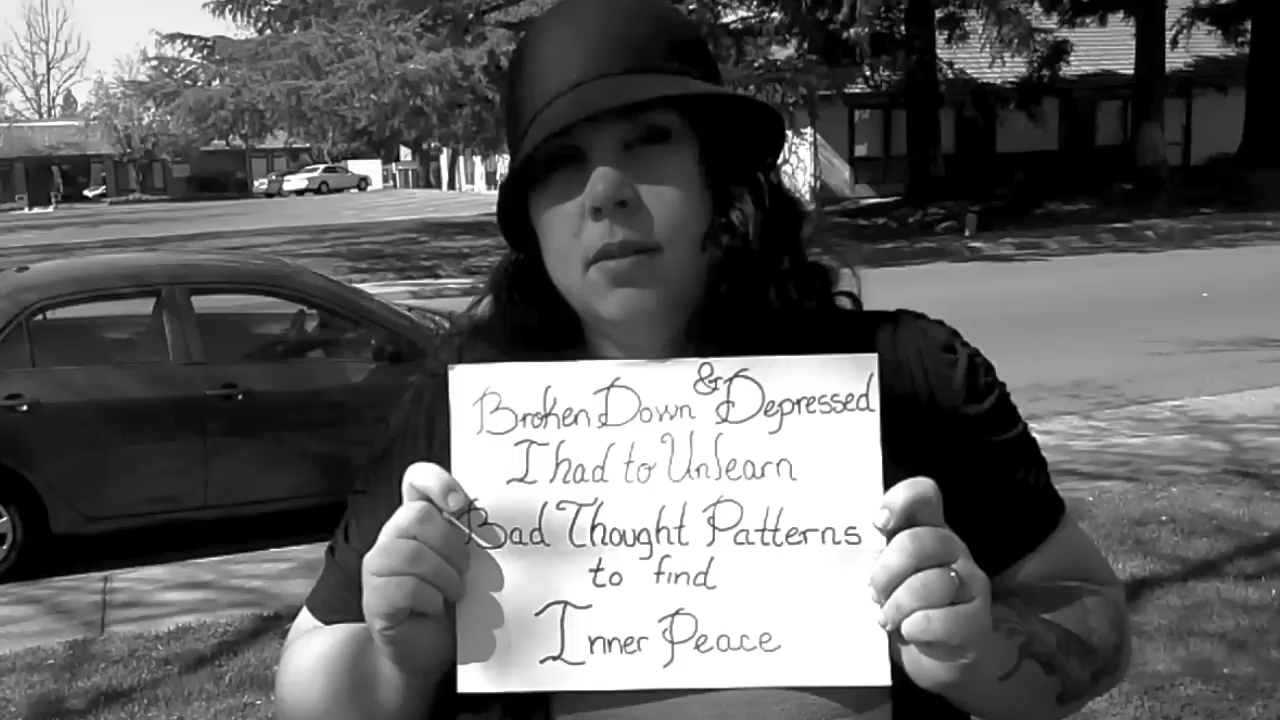 Broken Down & Depressed
I had to Unlearn
Bad Thought Patterns
to find
Inner Peace